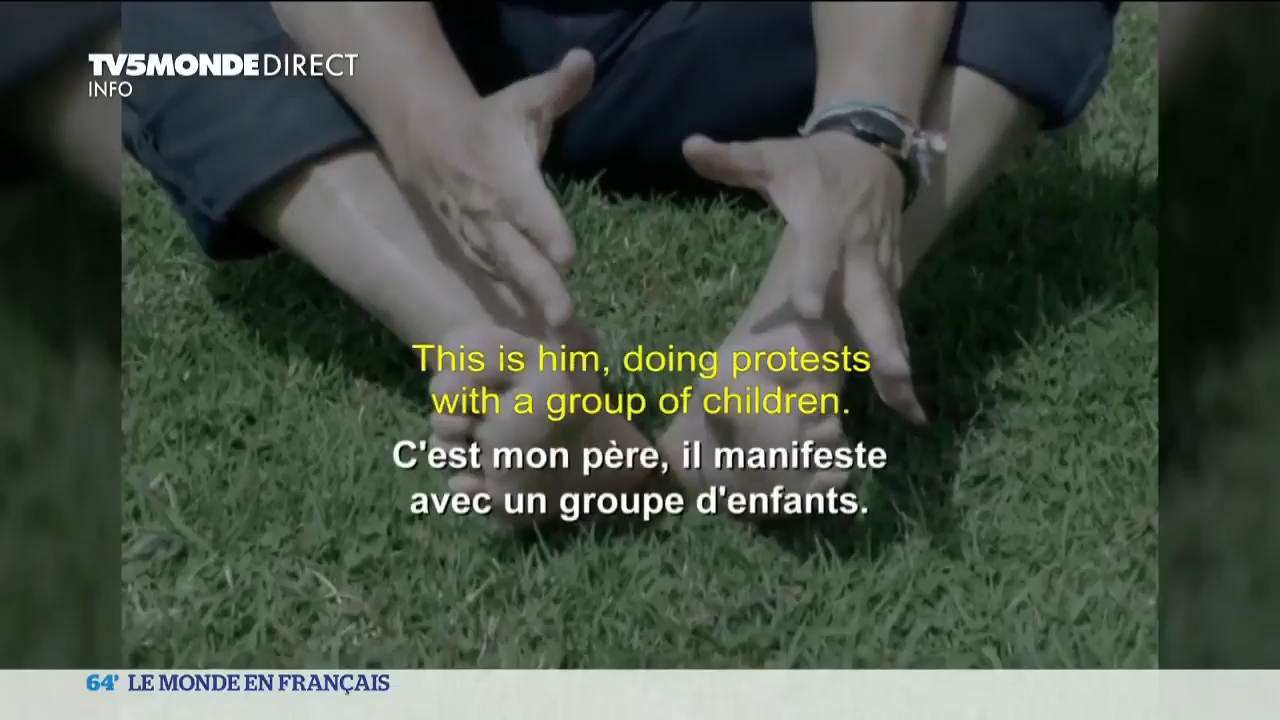 TV5MONDE DIRECT
INFO
This is him, doing protests
with a group of children.
C'est mon père, il manifeste
avec un groupe d'enfants.
64' LE MONDE EN FRANÇAIS